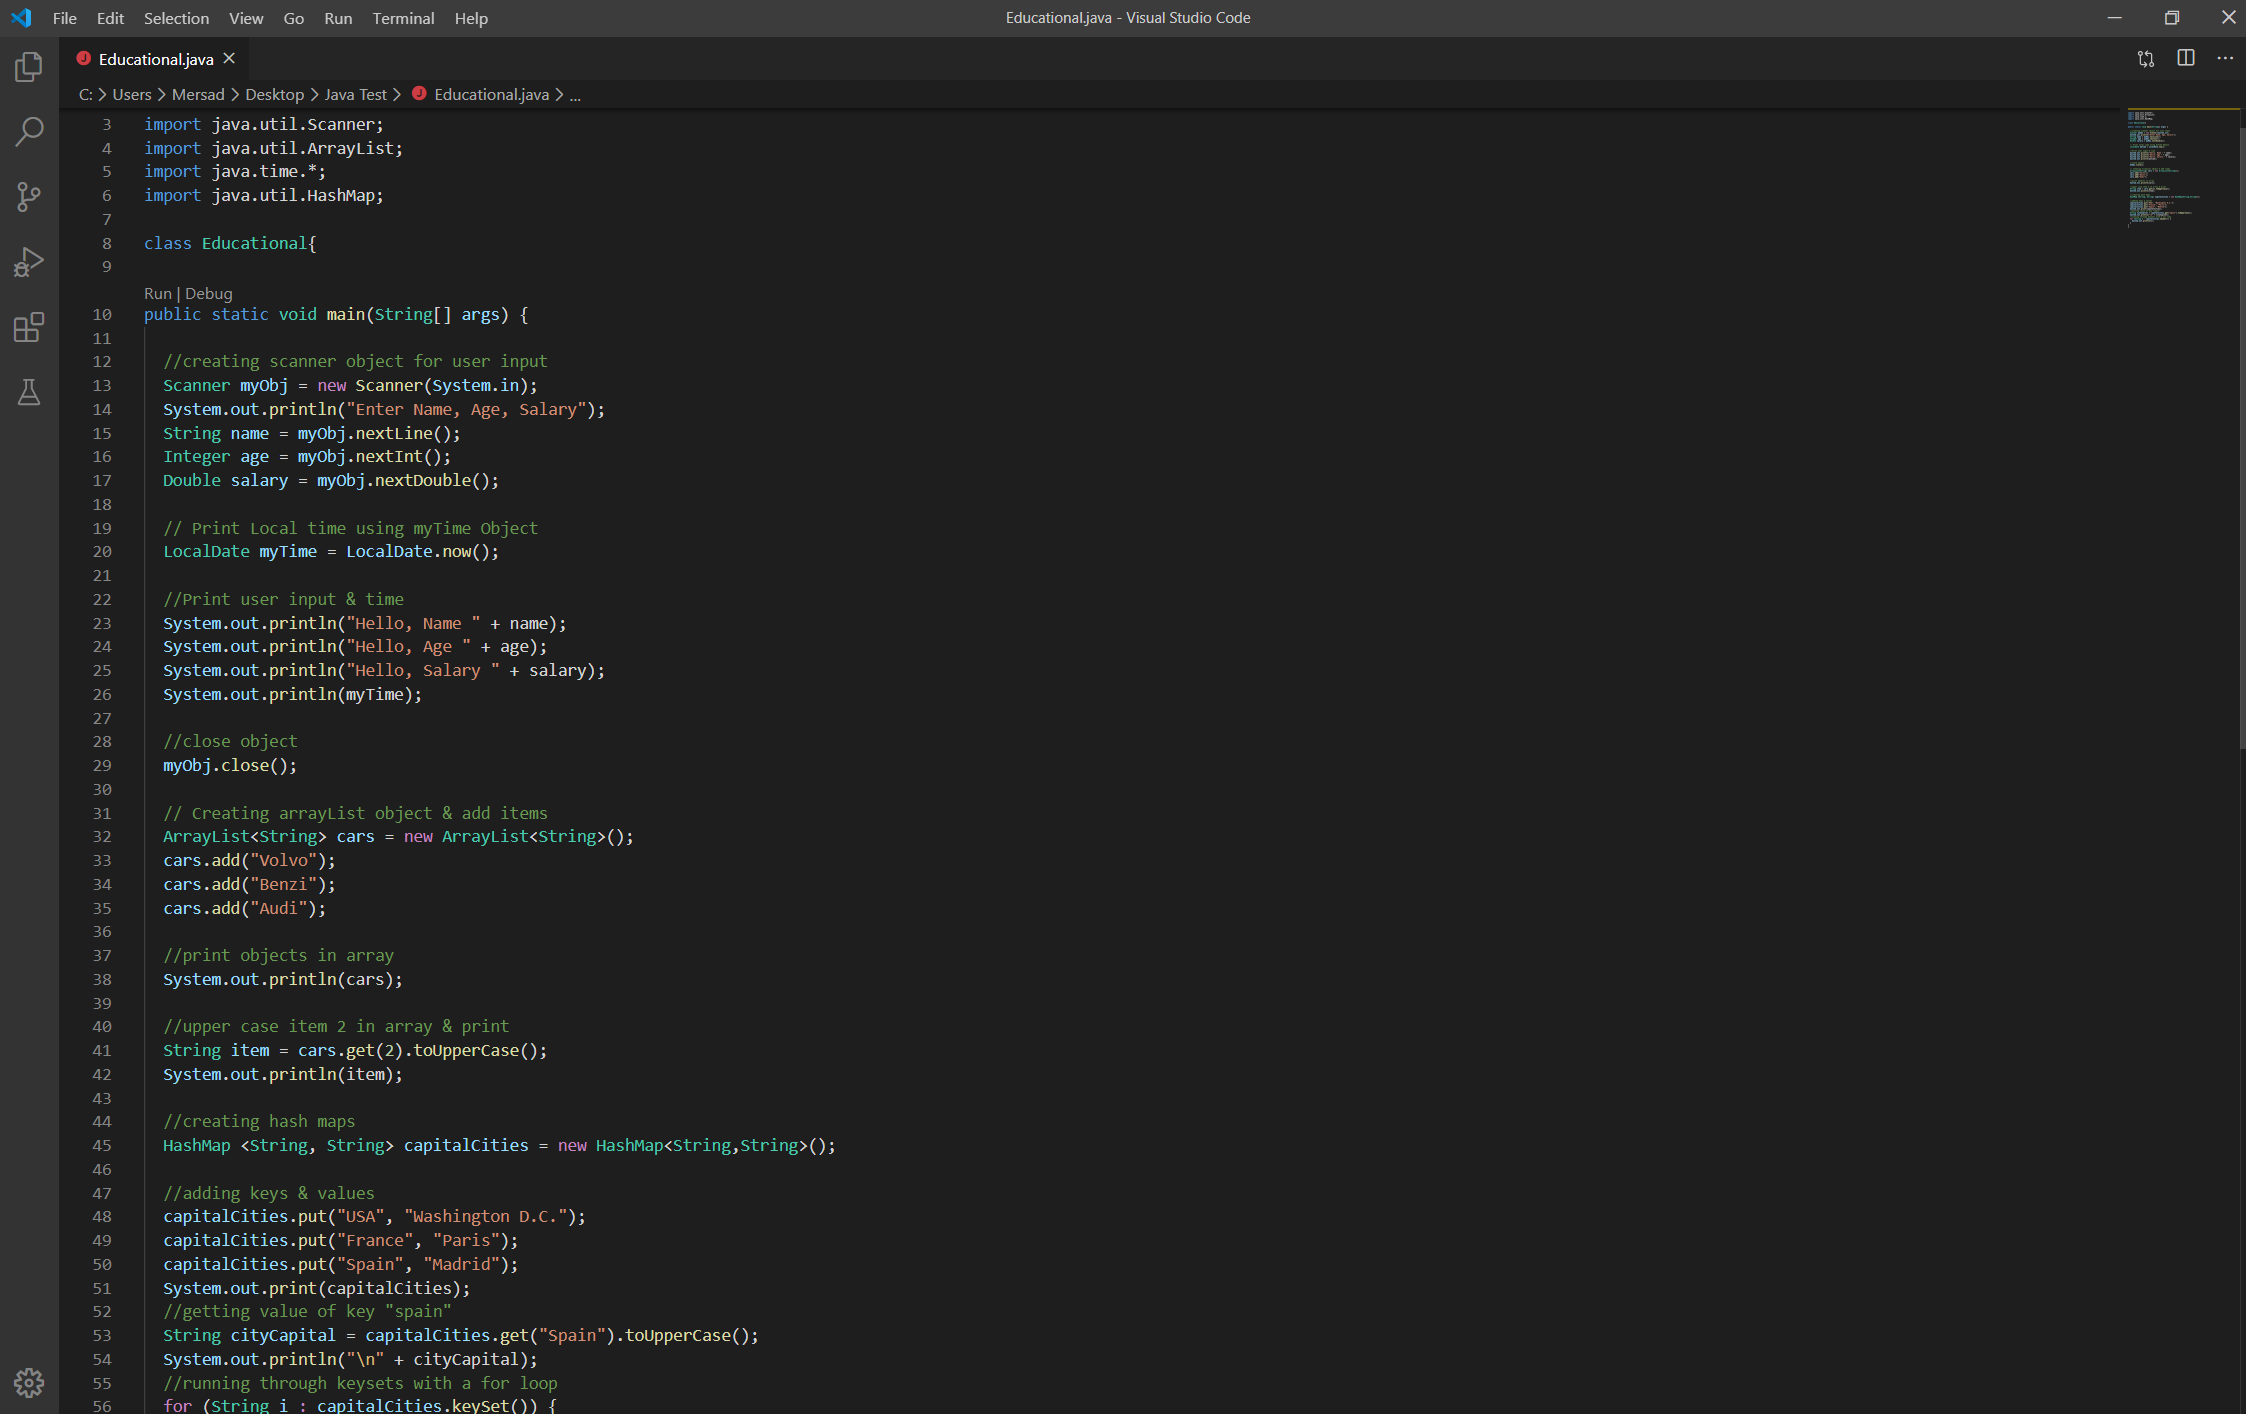 File Edit Selection View Go Run Terminal Help
Educational.java - Visual Studio Code
Educational.java
C: > Users > Mersad > Desktop > Java Test > Educational.java > ...
3 import java.util.Scanner;
4 import java.util.ArrayList;
5 import java.time.*;
6 import java.util.HashMap;
7
8 class Educational{
9
Run | Debug
10 public static void main(String[] args) {
11
12 //creating scanner object for user input
13 Scanner myObj = new Scanner(System.in);
14 System.out.println("Enter Name, Age, Salary");
15 String name = myObj.nextLine();
16 Integer age = myObj.nextInt();
17 Double salary = myObj.nextDouble();
18
19 // Print Local time using myTime Object
20 LocalDate myTime = LocalDate.now();
21
22 //Print user input & time
23 System.out.println("Hello, Name " + name);
24 System.out.println("Hello, Age " + age);
25 System.out.println("Hello, Salary " + salary);
26 System.out.println(myTime);
27
28 //close object
29 myObj.close();
30
31 // Creating arrayList object & add items
32 ArrayList<String> cars = new ArrayList<String>();
33 cars.add("Volvo");
34 cars.add("Benzi");
35 cars.add("Audi");
36
37 //print objects in array
38 System.out.println(cars);
39
40 //upper case item 2 in array & print
41 String item = cars.get(2).toUpperCase();
42 System.out.println(item);
43
44 //creating hash maps
45 HashMap <String, String> capitalCities = new HashMap<String,String>();
46
47 //adding keys & values
48 capitalCities.put("USA", "Washington D.C.");
49 capitalCities.put("France", "Paris");
50 capitalCities.put("Spain", "Madrid");
51 System.out.print(capitalCities);
52 //getting value of key "spain"
53 String cityCapital = capitalCities.get("Spain").toUpperCase();
54 System.out.println("\n" + cityCapital);
55 //running through keysets with a for loop
56 for (String i : capitalCities.keySet()) {